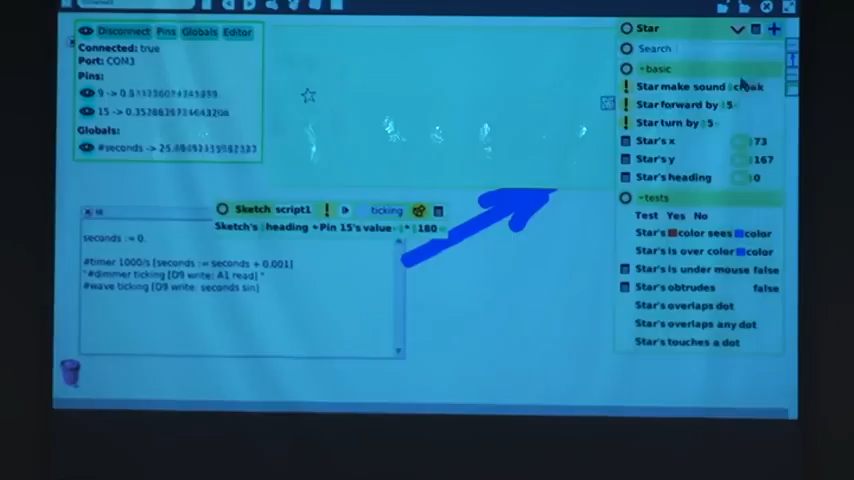 Disconnect Pins Globals Editor
Connected: true
Port: COM3
Pins:
Globals:
Star
Search
basic
Star make sound croak
Star forward by 5
Star turn by 5
Star's x 73
Star's y 167
Star's heading 0
tests
Test Yes No
Star's color sees color
Star's is over color color
Star's is under mouse false
Star's obtrudes false
Star's overlaps dot
Star's overlaps any dot
Star's touches a dot
Sketch script1 ! ticking
Sketch's heading Pin 15's value * 180
seconds := 0.
#timer 1000/s [seconds := seconds + 0.001]
"#dimmer ticking [D9 write: A1 read] "
#wave ticking [D9 write: seconds sin]